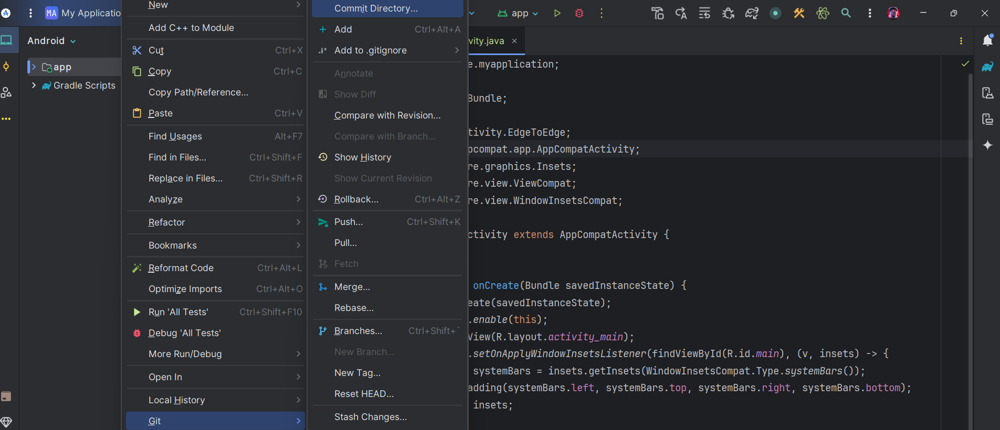 MA My Applicatio
app
Android
app
Gradle Scripts
New
Add C++ to Module
Cut Ctrl+X
Copy Ctrl+C
Copy Path/Reference...
Paste Ctrl+V
Find Usages Alt+F7
Find in Files... Ctrl+Shift+F
Replace in Files... Ctrl+Shift+R
Analyze
Refactor
Bookmarks
Reformat Code Ctrl+Alt+L
Optimize Imports Ctrl+Alt+O
Run 'All Tests' Ctrl+Shift+F10
Debug 'All Tests'
More Run/Debug
Open In
Local History
Git
Commit Directory...
Add Ctrl+Alt+A
Add to .gitignore
Annotate
Show Diff
Compare with Revision...
Compare with Branch...
Show History
Show Current Revision
Rollback... Ctrl+Alt+Z
Push... Ctrl+Shift+K
Pull...
Fetch
Merge...
Rebase...
Branches... Ctrl+Shift+`
New Branch...
New Tag...
Reset HEAD...
Stash Changes...
vity.java
e.myapplication;
Bundle;
tivity.EdgeToEdge;
pcompat.app.AppCompatActivity;
re.graphics.Insets;
re.view.ViewCompat;
re.view.WindowInsetsCompat;
ctivity extends AppCompatActivity {
onCreate(Bundle savedInstanceState) {
eate(savedInstanceState);
.enable(this);
View(R.layout.activity_main);
.setOnApplyWindowInsetsListener(findViewById(R.id.main), (v, insets) -> {
systemBars = insets.getInsets(WindowInsetsCompat.Type.systemBars());
adding(systemBars.left, systemBars.top, systemBars.right, systemBars.bottom);
insets;